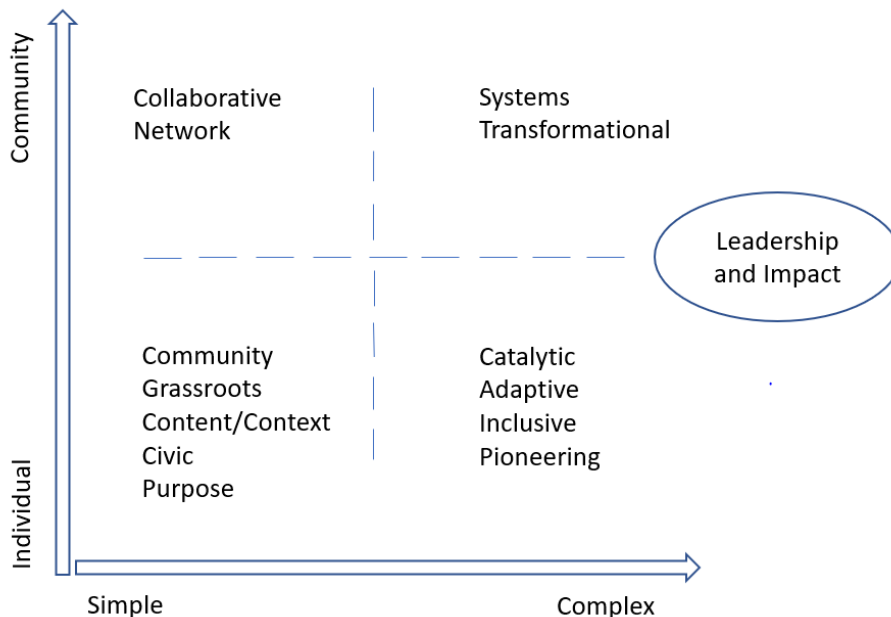 Community
Collaborative
Network
Systems
Transformational
Leadership
and Impact
Community
Grassroots
Content/Context
Civic
Purpose
Catalytic
Adaptive
Inclusive
Pioneering
Individual
Simple
Complex